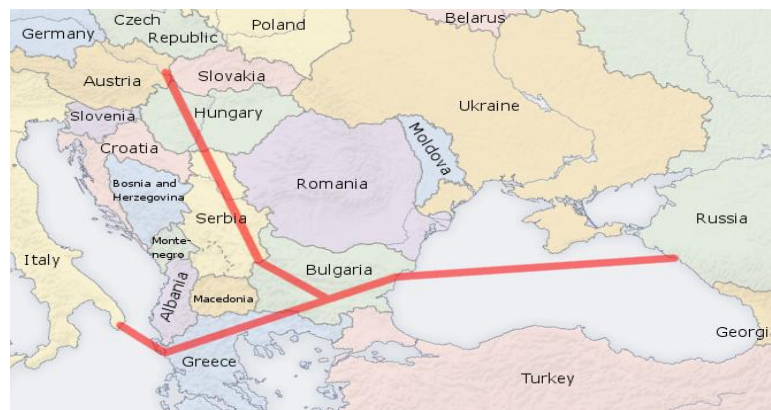 Czech
Republic
Germany
Poland
Belarus
Austria
Slovakia
Ukraine
Slovenia
Hungary
Croatia
Moldova
Bosnia and
Herzegovina
Romania
Serbia
Russia
Monte-
negro
Italy
Bulgaria
Albania
Macedonia
Georgi
Greece
Turkey